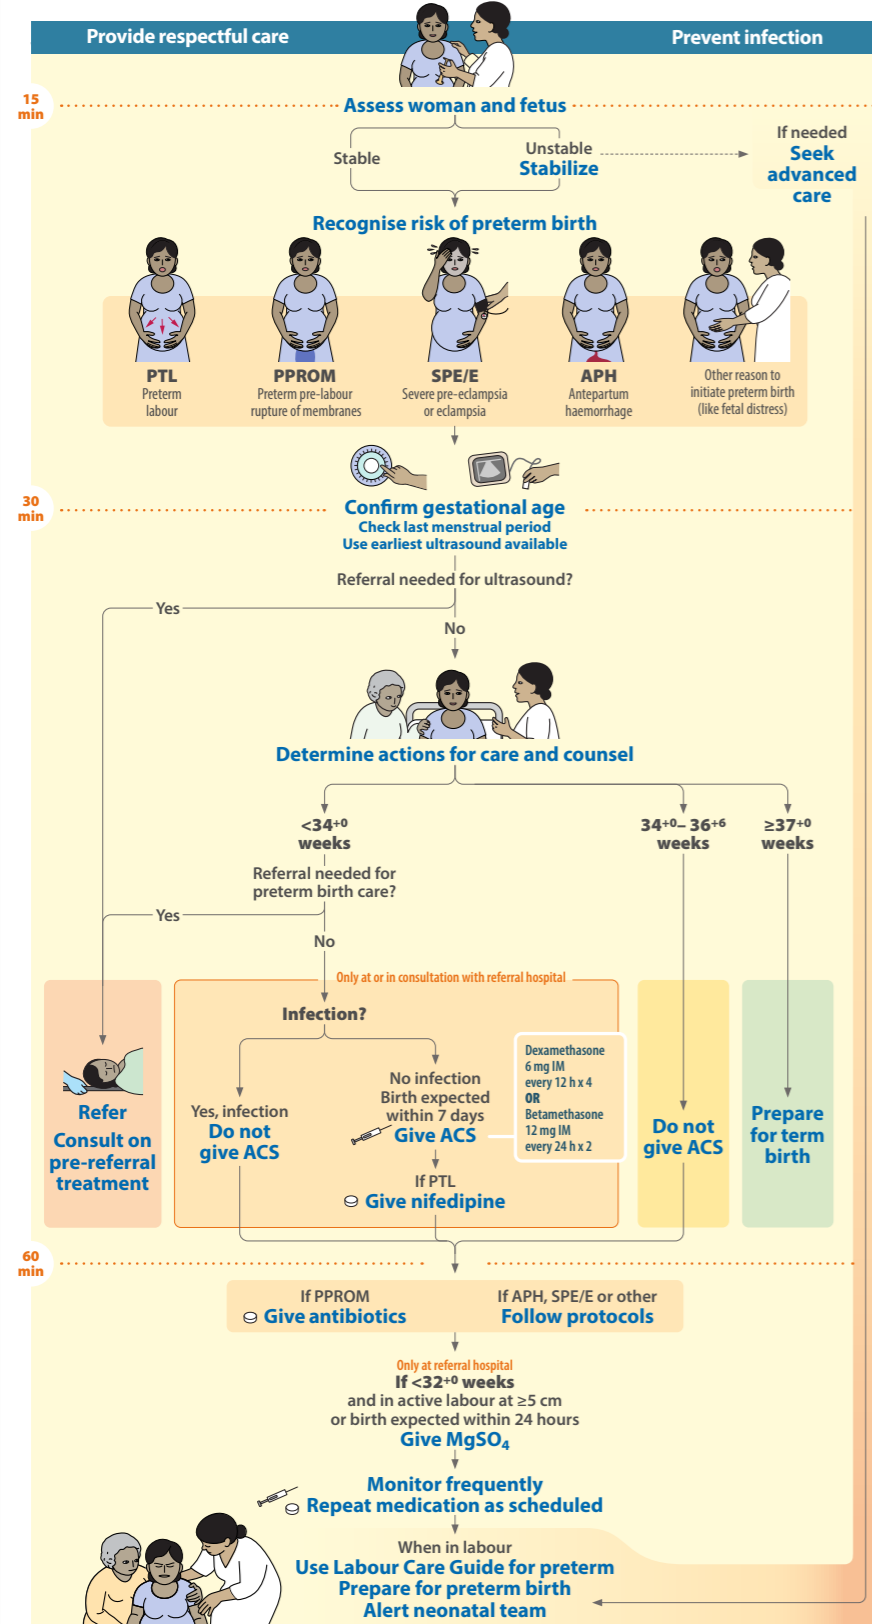 Provide respectful care
Prevent infection
15
min
Assess woman and fetus
Stable
Unstable
Stabilize
If needed
Seek
advanced
care
Recognise risk of preterm birth
PTL
Preterm
labour
PPROM
Preterm pre-labour
rupture of membranes
SPE/E
Severe pre-eclampsia
or eclampsia
APH
Antepartum
haemorrhage
Other reason to
initiate preterm birth
(like fetal distress)
30
min
Confirm gestational age
Check last menstrual period
Use earliest ultrasound available
Referral needed for ultrasound?
Yes
No
Determine actions for care and counsel
<34⁺⁰
weeks
34⁺⁰– 36⁺⁶
weeks
≥37⁺⁰
weeks
Referral needed for
preterm birth care?
Yes
No
Only at or in consultation with referral hospital
Infection?
Refer
Consult on
pre-referral
treatment
Yes, infection
Do not
give ACS
No infection
Birth expected
within 7 days
Give ACS
Dexamethasone
6 mg IM
every 12 h x 4
OR
Betamethasone
12 mg IM
every 24 h x 2
If PTL
Give nifedipine
Do not
give ACS
Prepare
for term
birth
60
min
If PPROM
Give antibiotics
If APH, SPE/E or other
Follow protocols
Only at referral hospital
If <32⁺⁰ weeks
and in active labour at ≥5 cm
or birth expected within 24 hours
Give MgSO₄
Monitor frequently
Repeat medication as scheduled
When in labour
Use Labour Care Guide for preterm
Prepare for preterm birth
Alert neonatal team